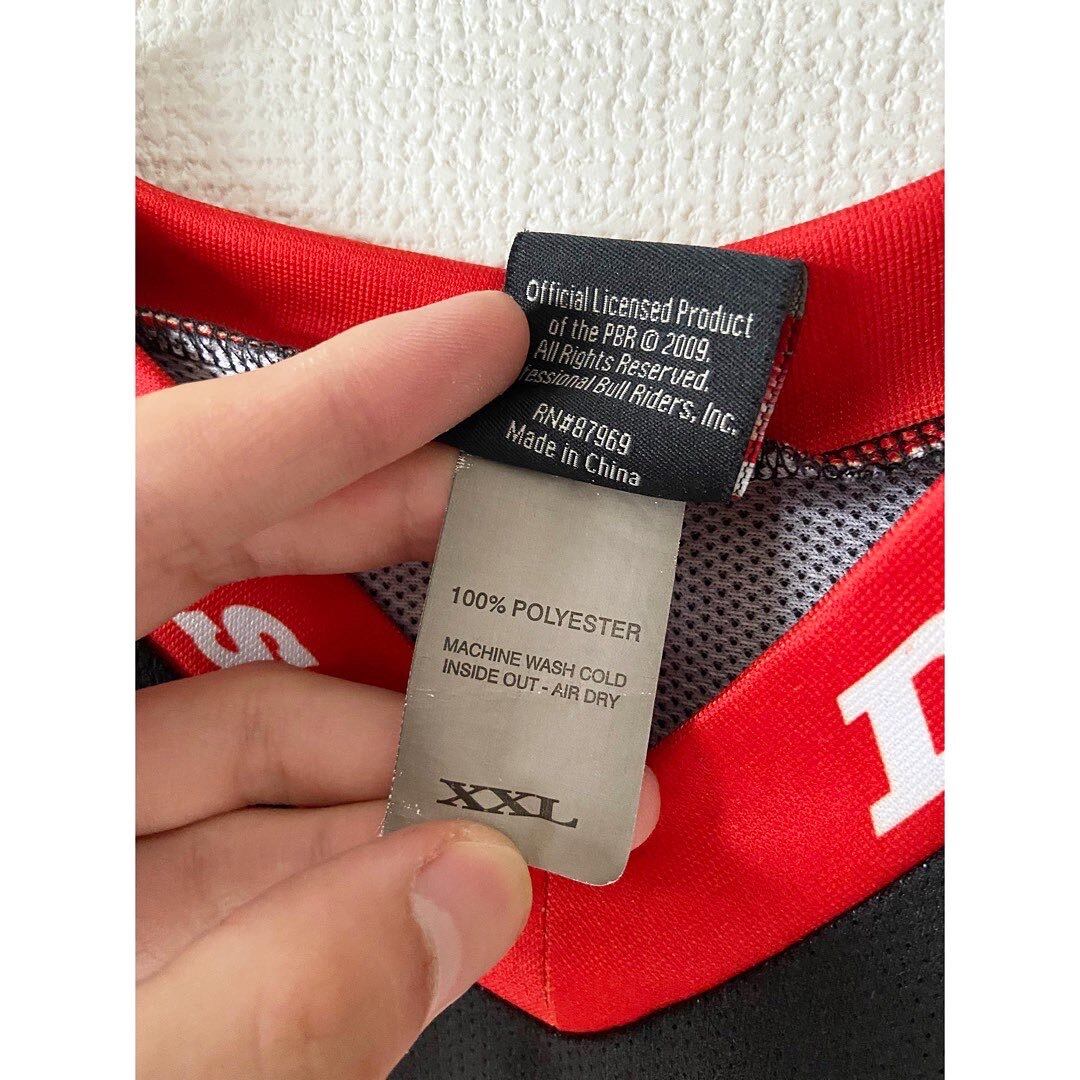 Official Licensed Product
of the PBR © 2009.
All Rights Reserved.
fessional Bull Riders, Inc.
RN#87969
Made in China
100% POLYESTER
MACHINE WASH COLD
INSIDE OUT - AIR DRY
XXL
S